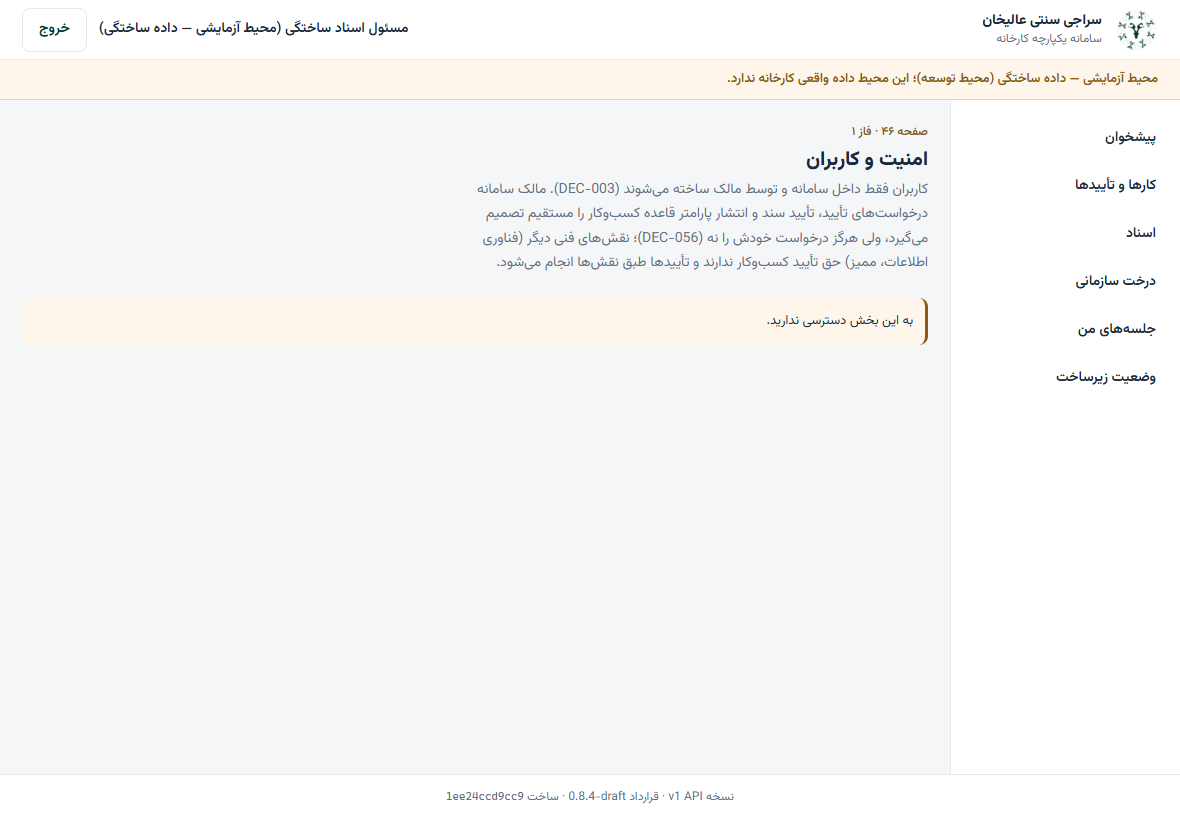 سراجی سنتی عالیخان
سامانه یکپارچه کارخانه
مسئول اسناد ساختگی (محیط آزمایشی – داده ساختگی)
خروج
محیط آزمایشی – داده ساختگی (محیط توسعه)؛ این محیط داده واقعی کارخانه ندارد.
پیشخوان
کارها و تأییدها
اسناد
درخت سازمانی
جلسه‌های من
وضعیت زیرساخت
صفحه ۴۶ · فاز ۱
امنیت و کاربران
کاربران فقط داخل سامانه و توسط مالک ساخته می‌شوند (DEC-003). مالک سامانه
درخواست‌های تأیید، تأیید سند و انتشار پارامتر قاعده کسب‌وکار را مستقیم تصمیم
می‌گیرد، ولی هرگز درخواست خودش را نه (DEC-056)؛ نقش‌های فنی دیگر (فناوری
اطلاعات، ممیز) حق تأیید کسب‌وکار ندارند و تأییدها طبق نقش‌ها انجام می‌شود.
به این بخش دسترسی ندارید.
نسخه API v1 · قرارداد 0.8.4-draft · ساخت 1ee24ccd9cc9